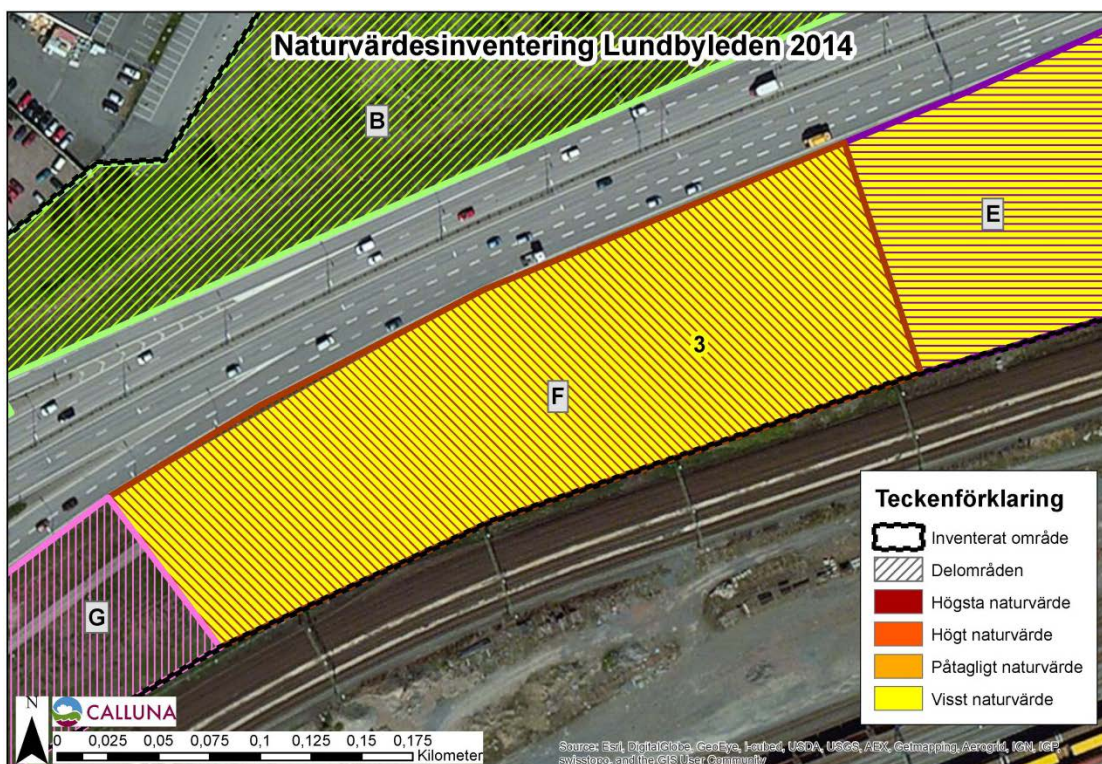 Naturvärdesinventering Lundbyleden 2014
B
E
3
F
G
Teckenförklaring
Inventerat område
Delområden
Högsta naturvärde
Högt naturvärde
Påtagligt naturvärde
Visst naturvärde
N
CALLUNA
0 0,025 0,05 0,075 0,1 0,125 0,15 0,175
Kilometer
Source: Esri, DigitalGlobe, GeoEye, i-cubed, USDA, USGS, AEX, Getmapping, Aerogrid, IGN, IGP,
swisstopo, and the GIS User Community